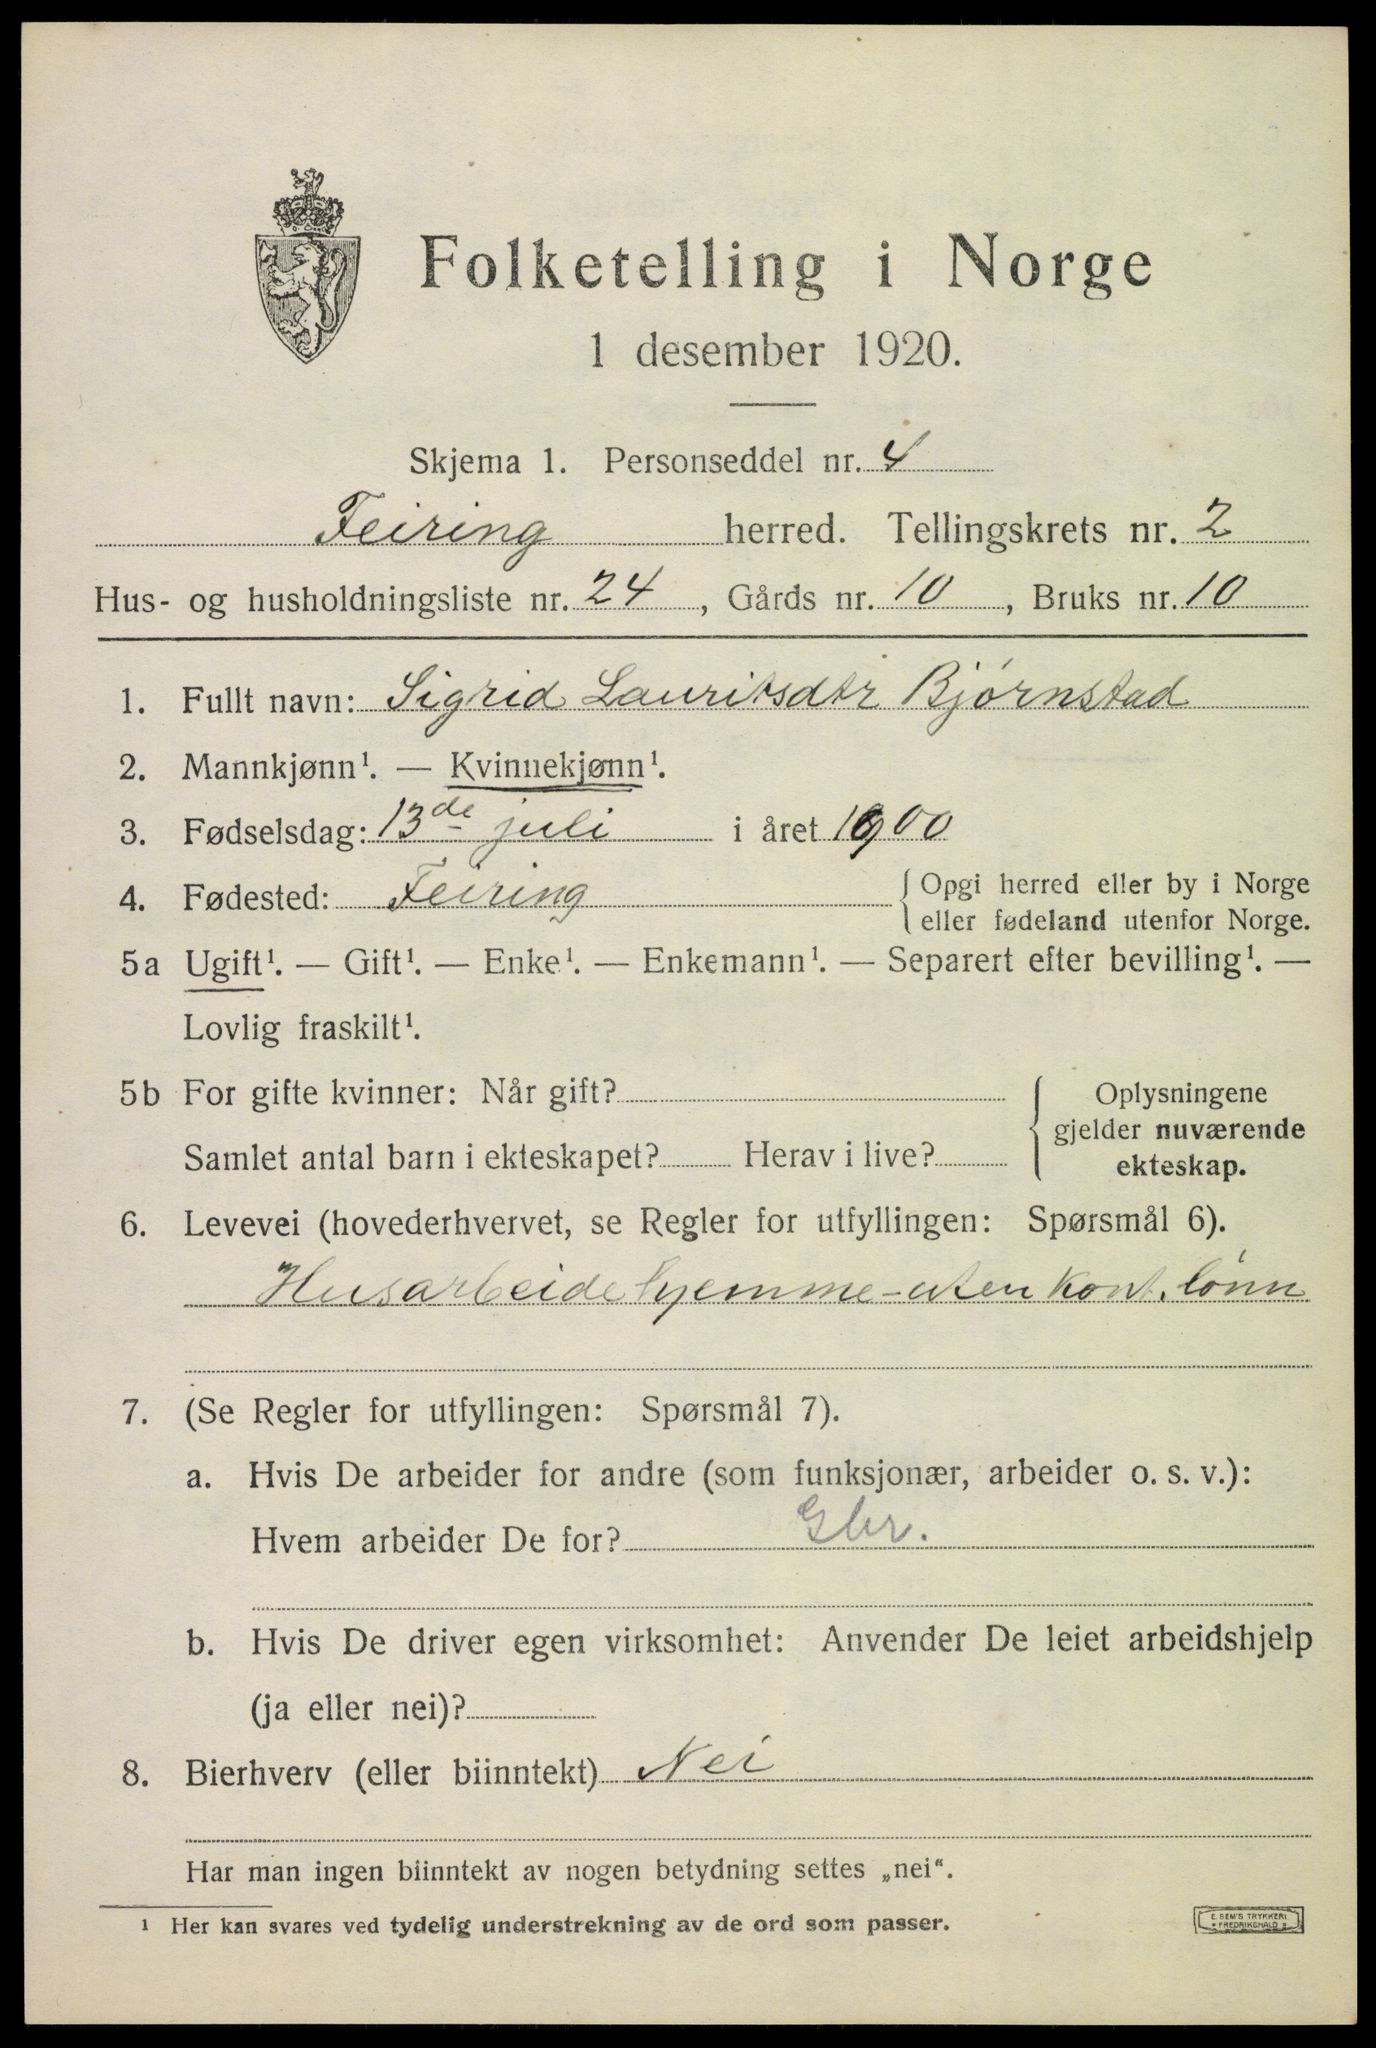 Folketelling i Norge
1 desember 1920.
Skjema 1. Personseddel nr. 4
Feiring herred. Tellingskrets nr. 2
Hus- og husholdningsliste nr. 24, Gårds nr. 10, Bruks nr. 10
1. Fullt navn: Sigrid Lauritsdtr Bjørnstad
2. Mannkjønn¹. — Kvinnekjønn¹.
3. Fødselsdag: 13de juli i året 1900
4. Fødested: Feiring { Opgi herred eller by i Norge
eller fødeland utenfor Norge.
5a Ugift¹. — Gift¹. — Enke¹. — Enkemann¹. — Separert efter bevilling¹. —
Lovlig fraskilt¹.
5b For gifte kvinner: Når gift?
Samlet antal barn i ekteskapet? Herav i live?
Oplysningene
gjelder nuværende
ekteskap.
6. Levevei (hovederhvervet, se Regler for utfyllingen: Spørsmål 6).
Husarbeide hjemme - uten kont. lønn
7. (Se Regler for utfyllingen: Spørsmål 7).
a. Hvis De arbeider for andre (som funksjonær, arbeider o. s. v.):
Hvem arbeider De for? Gbr.
b. Hvis De driver egen virksomhet: Anvender De leiet arbeidshjelp
(ja eller nei)?
8. Bierhverv (eller biinntekt) Nei
Har man ingen biinntekt av nogen betydning settes „nei“.
¹ Her kan svares ved tydelig understrekning av de ord som passer.
E. SEM'S TRYKKERI
FREDRIKSHALD